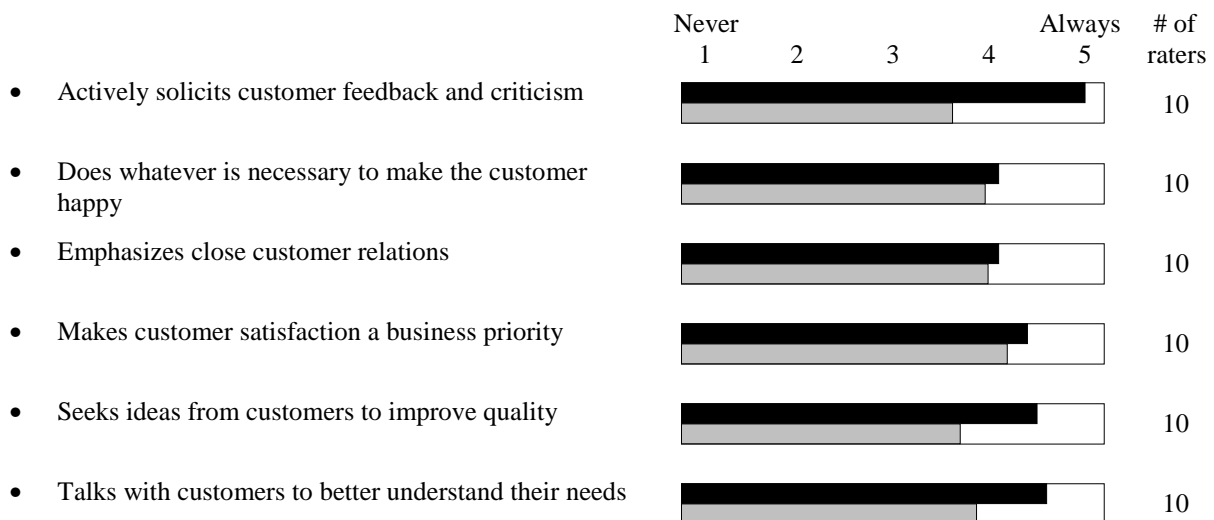 Never Always # of
1 2 3 4 5 raters
• Actively solicits customer feedback and criticism 10
• Does whatever is necessary to make the customer
happy 10
• Emphasizes close customer relations 10
• Makes customer satisfaction a business priority 10
• Seeks ideas from customers to improve quality 10
• Talks with customers to better understand their needs 10